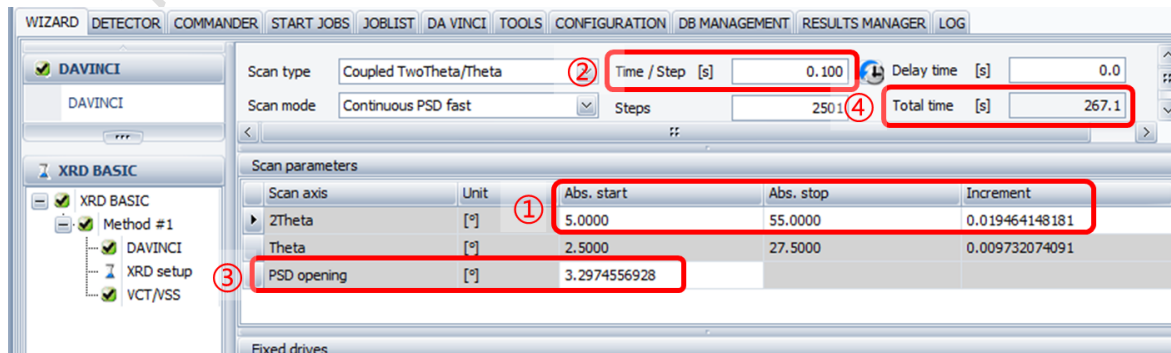 WIZARD DETECTOR COMMANDER START JOBS JOBLIST DA VINCI TOOLS CONFIGURATION DB MANAGEMENT RESULTS MANAGER LOG
DAVINCI
DAVINCI
XRD BASIC
XRD BASIC
Method #1
DAVINCI
XRD setup
VCT/VSS
Scan type Coupled TwoTheta/Theta ② Time / Step [s] 0.100 Delay time [s] 0.0
Scan mode Continuous PSD fast Steps 2501 ④ Total time [s] 267.1
Scan parameters
Scan axis Unit Abs. start Abs. stop Increment
① 2Theta [°] 5.0000 55.0000 0.019464148181
Theta [°] 2.5000 27.5000 0.009732074091
③ PSD opening [°] 3.2974556928
Fixed drives